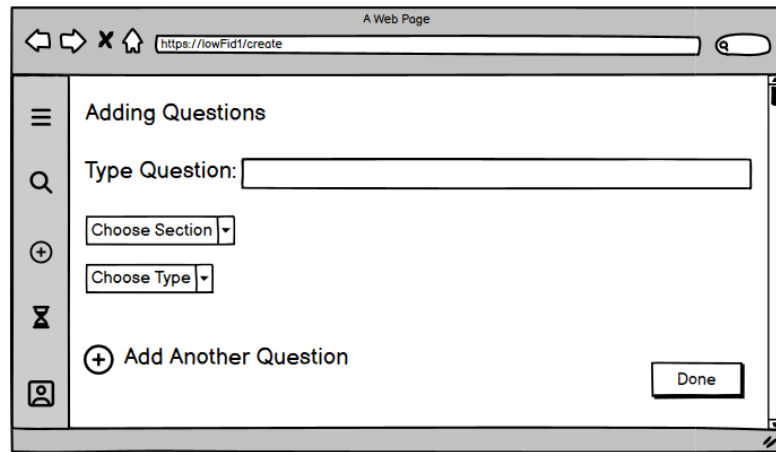 A Web Page
https://lowFid1/create
Adding Questions
Type Question:
Choose Section
Choose Type
Add Another Question
Done